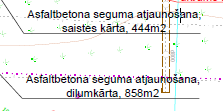 Asfaltbetona seguma atjaunošana,
saistes kārta, 444m2
Asfaltbetona seguma atjaunošana,
dilumkārta, 858m2